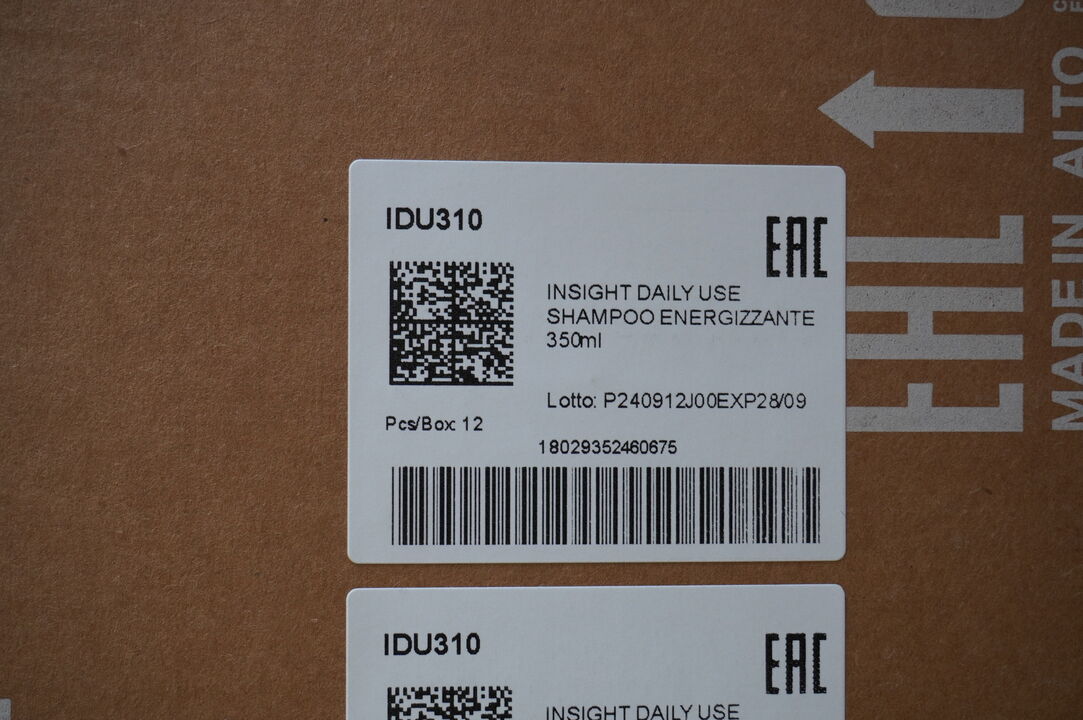 IDU310
EAC
INSIGHT DAILY USE
SHAMPOO ENERGIZZANTE
350ml
Lotto: P240912J00EXP28/09
Pcs/Box: 12
18029352460675
IDU310
EAC
INSIGHT DAILY USE
MADE IN ALTO